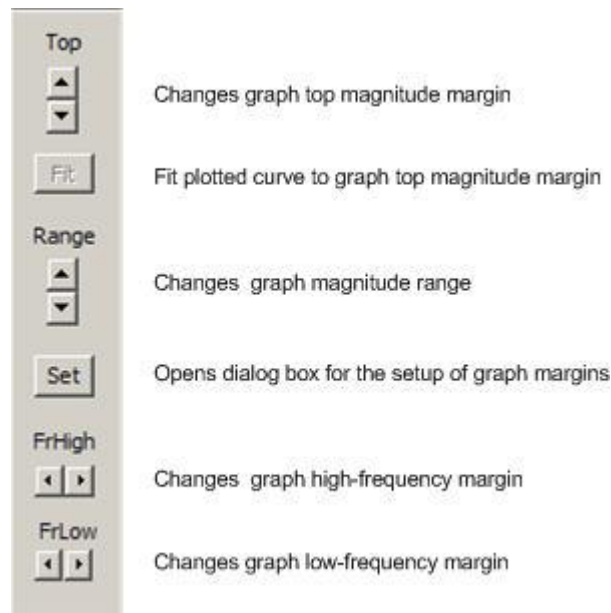 Top
Changes graph top magnitude margin
Fit
Fit plotted curve to graph top magnitude margin
Range
Changes graph magnitude range
Set
Opens dialog box for the setup of graph margins
FrHigh
Changes graph high-frequency margin
FrLow
Changes graph low-frequency margin